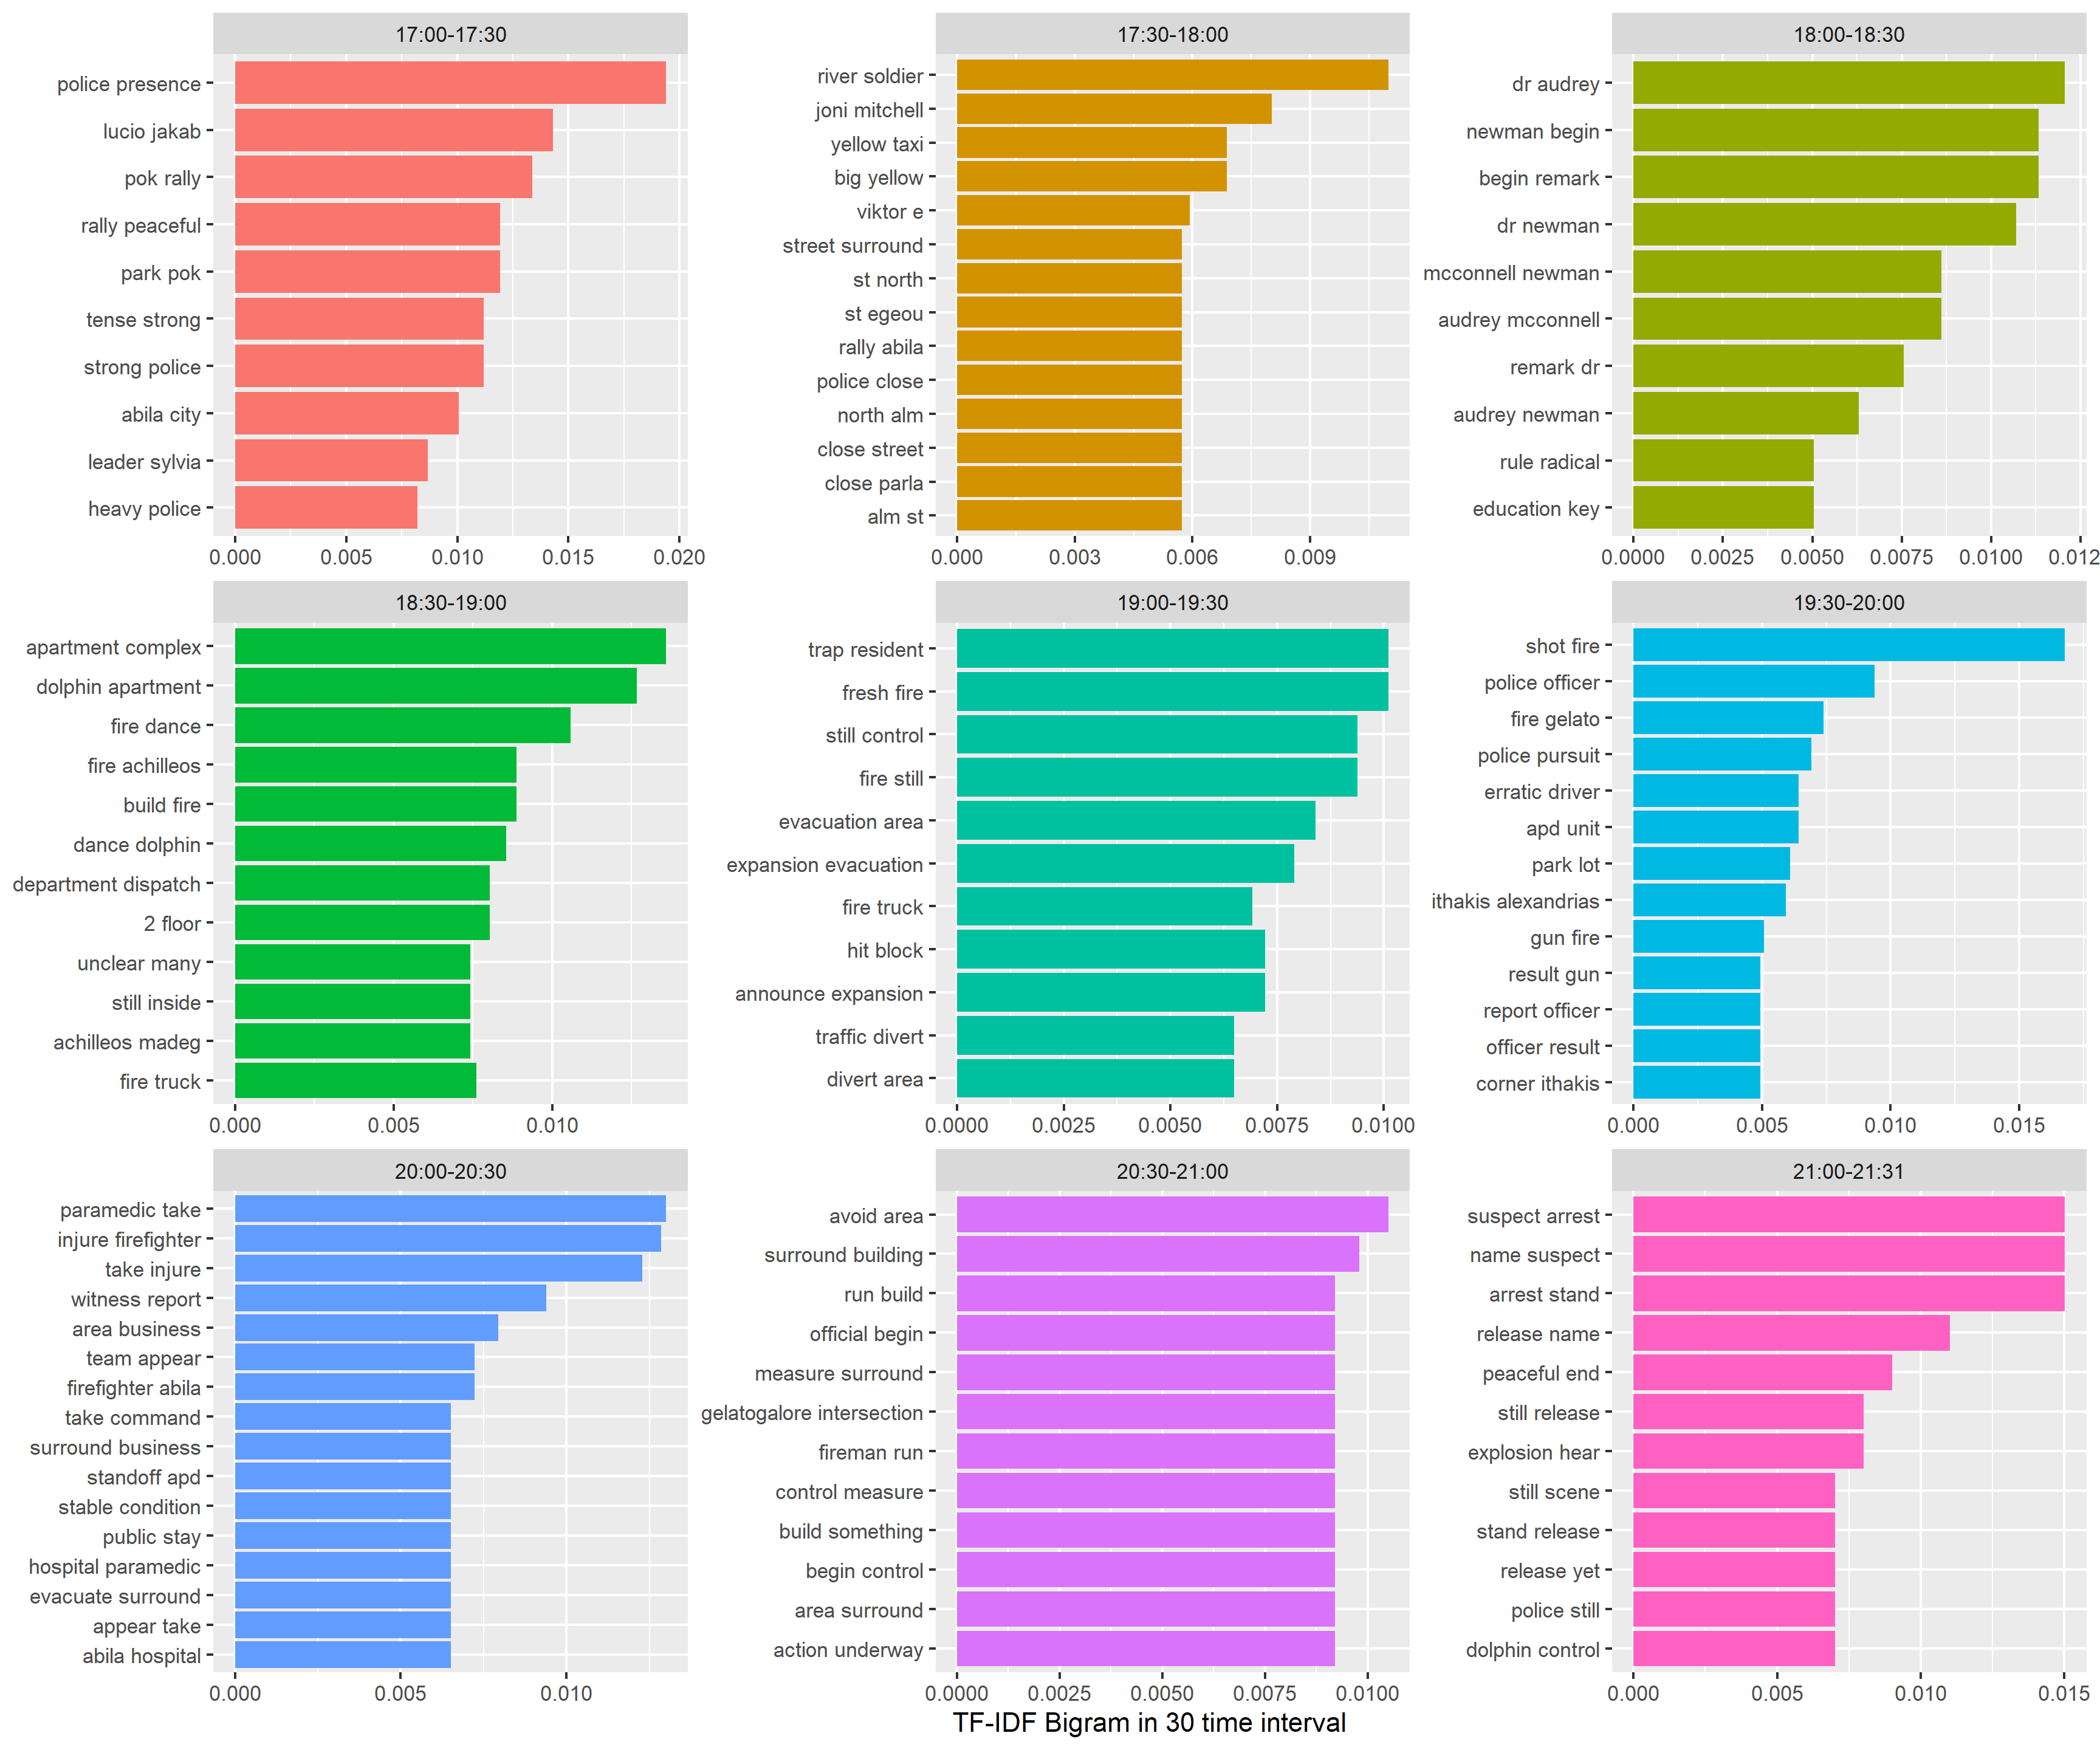 17:00-17:30
police presence
lucio jakab
pok rally
rally peaceful
park pok
tense strong
strong police
abila city
leader sylvia
heavy police
0.000 0.005 0.010 0.015 0.020
17:30-18:00
river soldier
joni mitchell
yellow taxi
big yellow
viktor e
street surround
st north
st egeou
rally abila
police close
north alm
close street
close parla
alm st
0.000 0.003 0.006 0.009
18:00-18:30
dr audrey
newman begin
begin remark
dr newman
mcconnell newman
audrey mcconnell
remark dr
audrey newman
rule radical
education key
0.0000 0.0025 0.0050 0.0075 0.0100 0.012
18:30-19:00
apartment complex
dolphin apartment
fire dance
fire achilleos
build fire
dance dolphin
department dispatch
2 floor
unclear many
still inside
achilleos madeg
fire truck
0.000 0.005 0.010
19:00-19:30
trap resident
fresh fire
still control
fire still
evacuation area
expansion evacuation
fire truck
hit block
announce expansion
traffic divert
divert area
0.0000 0.0025 0.0050 0.0075 0.0100
19:30-20:00
shot fire
police officer
fire gelato
police pursuit
erratic driver
apd unit
park lot
ithakis alexandrias
gun fire
result gun
report officer
officer result
corner ithakis
0.000 0.005 0.010 0.015
20:00-20:30
paramedic take
injure firefighter
take injure
witness report
area business
team appear
firefighter abila
take command
surround business
standoff apd
stable condition
public stay
hospital paramedic
evacuate surround
appear take
abila hospital
0.000 0.005 0.010
20:30-21:00
avoid area
surround building
run build
official begin
measure surround
gelatogalore intersection
fireman run
control measure
build something
begin control
area surround
action underway
0.0000 0.0025 0.0050 0.0075 0.0100
21:00-21:31
suspect arrest
name suspect
arrest stand
release name
peaceful end
still release
explosion hear
still scene
stand release
release yet
police still
dolphin control
0.000 0.005 0.010 0.015
TF-IDF Bigram in 30 time interval